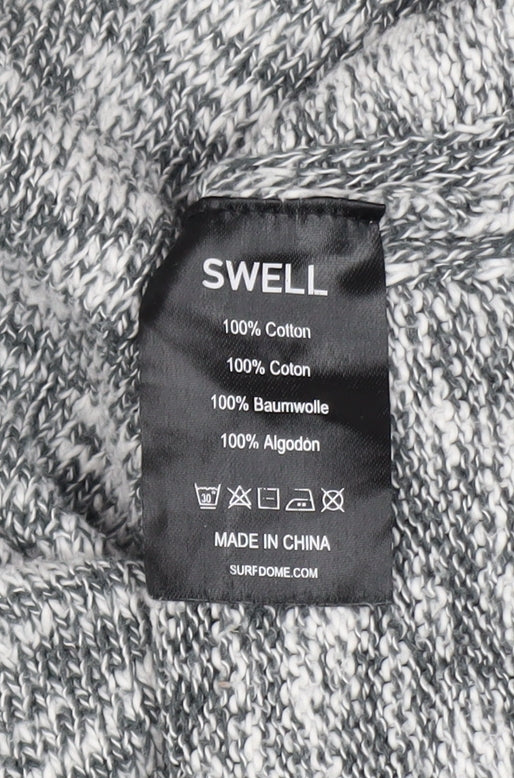 SWELL
100% Cotton
100% Coton
100% Baumwolle
100% Algodón
30°
MADE IN CHINA
SURFDOME.COM